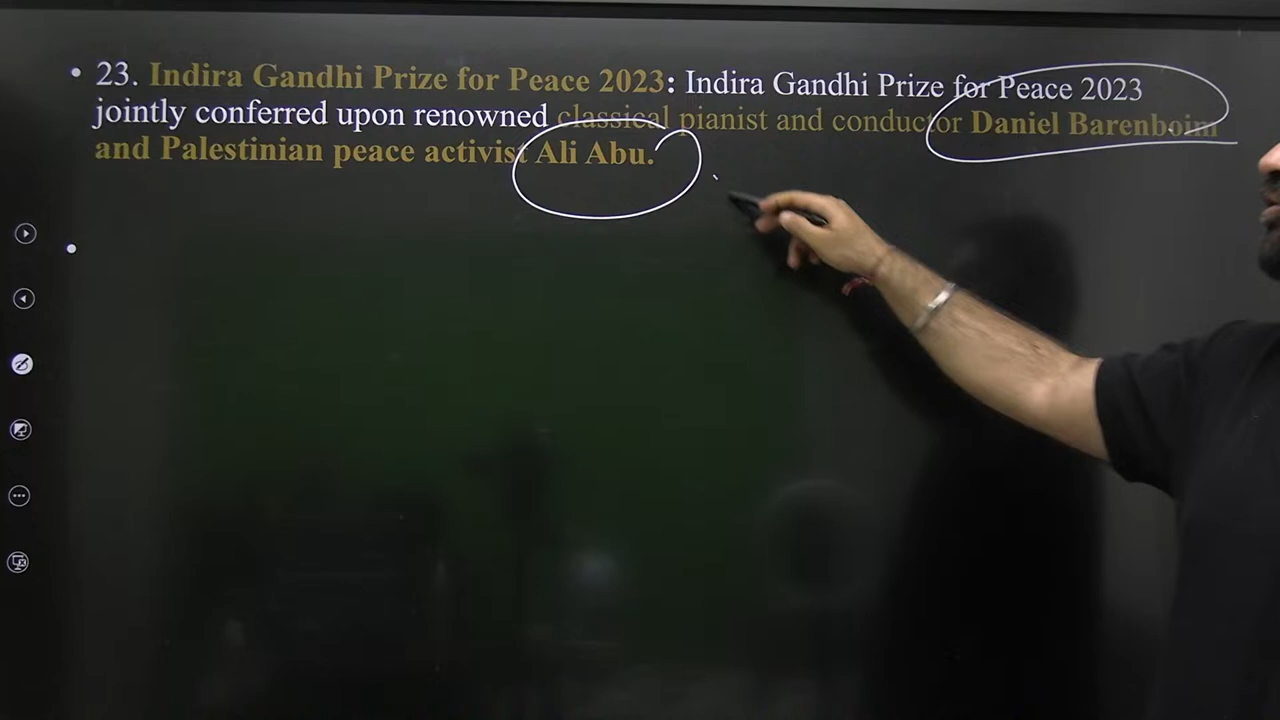 • 23. Indira Gandhi Prize for Peace 2023: Indira Gandhi Prize for Peace 2023
jointly conferred upon renowned classical pianist and conductor Daniel Barenboim
and Palestinian peace activist Ali Abu.